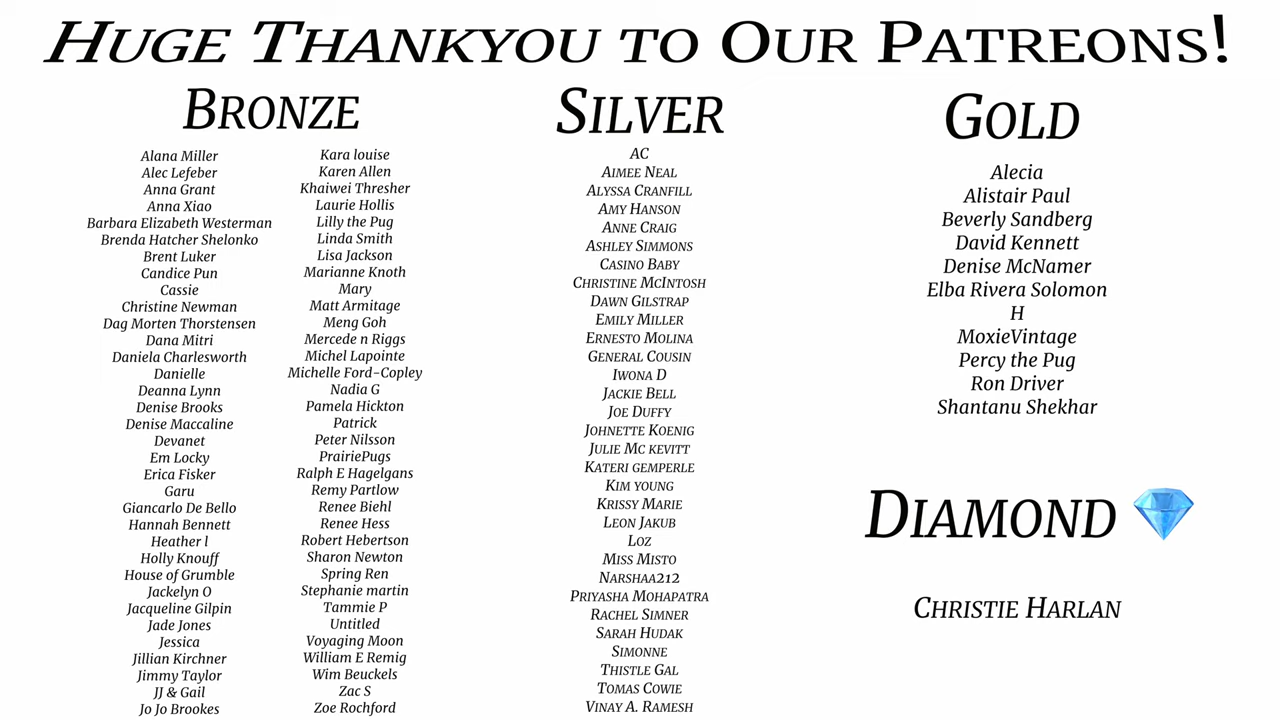 HUGE THANKYOU TO OUR PATREONS!
BRONZE
Alana Miller
Alec Lefeber
Anna Grant
Anna Xiao
Barbara Elizabeth Westerman
Brenda Hatcher Shelonko
Brent Luker
Candice Pun
Cassie
Christine Newman
Dag Morten Thorstensen
Dana Mitri
Daniela Charlesworth
Danielle
Deanna Lynn
Denise Brooks
Denise Maccaline
Devanet
Em Locky
Erica Fisker
Garu
Giancarlo De Bello
Hannah Bennett
Heather l
Holly Knouff
House of Grumble
Jackelyn O
Jacqueline Gilpin
Jade Jones
Jessica
Jillian Kirchner
Jimmy Taylor
JJ & Gail
Jo Jo Brookes
Kara louise
Karen Allen
Khaiwei Thresher
Laurie Hollis
Lilly the Pug
Linda Smith
Lisa Jackson
Marianne Knoth
Mary
Matt Armitage
Meng Goh
Mercede n Riggs
Michel Lapointe
Michelle Ford-Copley
Nadia G
Pamela Hickton
Patrick
Peter Nilsson
PrairiePugs
Ralph E Hagelgans
Remy Partlow
Renee Biehl
Renee Hess
Robert Hebertson
Sharon Newton
Spring Ren
Stephanie martin
Tammie P
Untitled
Voyaging Moon
William E Remig
Wim Beuckels
Zac S
Zoe Rochford
SILVER
AC
AIMEE NEAL
ALYSSA CRANFILL
AMY HANSON
ANNE CRAIG
ASHLEY SIMMONS
CASINO BABY
CHRISTINE MCINTOSH
DAWN GILSTRAP
EMILY MILLER
ERNESTO MOLINA
GENERAL COUSIN
IWONA D
JACKIE BELL
JOE DUFFY
JOHNETTE KOENIG
JULIE MC KEVITT
KATERI GEMPERLE
KIM YOUNG
KRISSY MARIE
LEON JAKUB
LOZ
MISS MISTO
NARSHAA212
PRIYASHA MOHAPATRA
RACHEL SIMNER
SARAH HUDAK
SIMONNE
THISTLE GAL
TOMAS COWIE
VINAY A. RAMESH
GOLD
Alecia
Alistair Paul
Beverly Sandberg
David Kennett
Denise McNamer
Elba Rivera Solomon
H
MoxieVintage
Percy the Pug
Ron Driver
Shantanu Shekhar
DIAMOND
CHRISTIE HARLAN